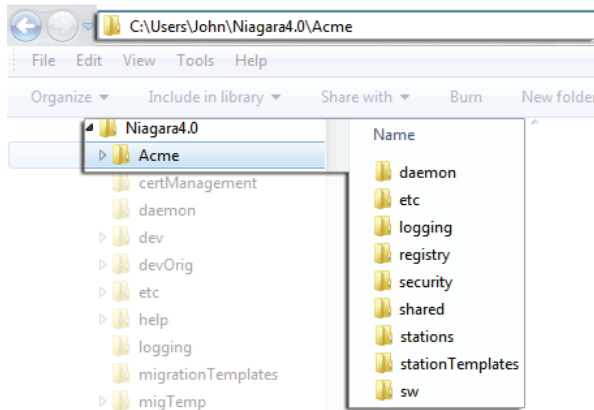 C:\Users\John\Niagara4.0\Acme
File Edit View Tools Help
Organize Include in library Share with Burn New folder
Niagara4.0
Acme
certManagement
daemon
dev
devOrig
etc
help
logging
migrationTemplates
migTemp
Name
daemon
etc
logging
registry
security
shared
stations
stationTemplates
sw